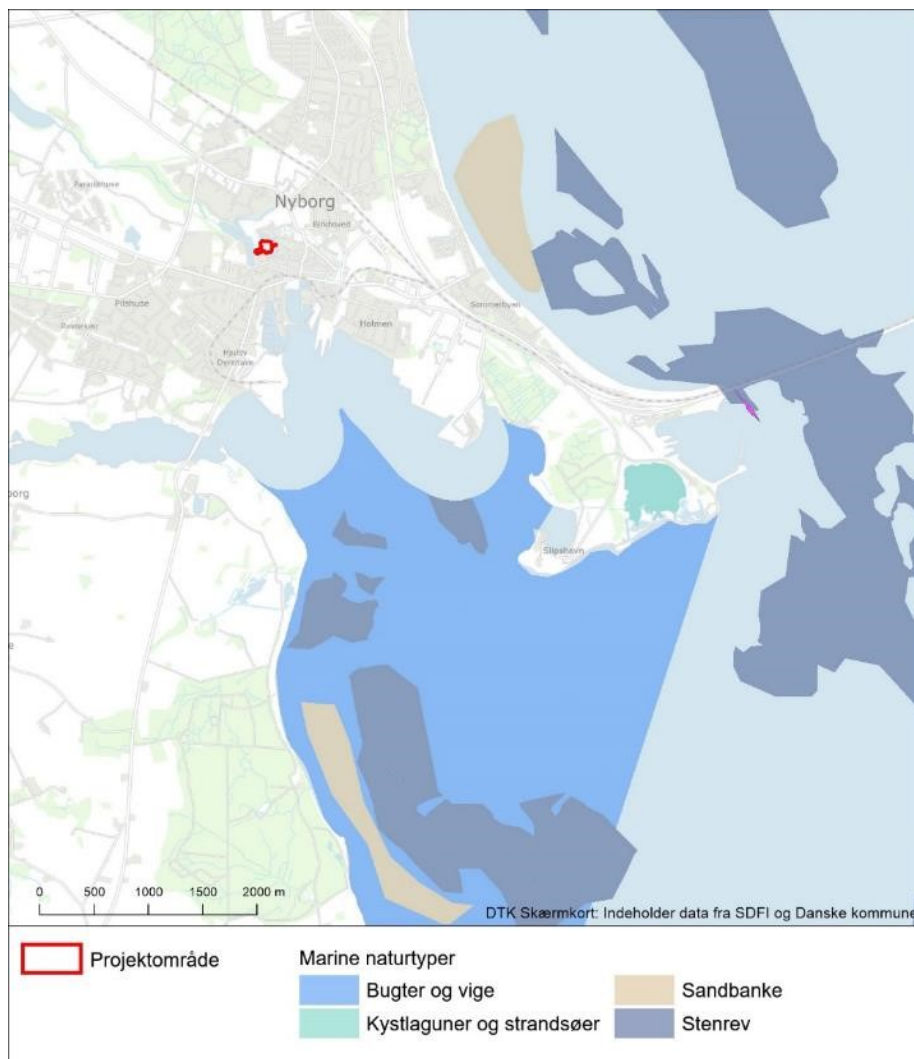 Nyborg
Sommerbyen
Pilshuse
Holmen
Hjulby
Slipshavn
0 500 1000 1500 2000 m
DTK Skærmkort: Indeholder data fra SDFI og Danske kommune
Projektområde
Marine naturtyper
Bugter og vige
Sandbanke
Kystlaguner og strandsøer
Stenrev